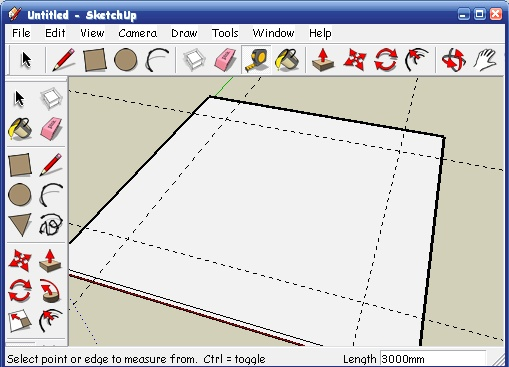 Untitled - SketchUp
File Edit View Camera Draw Tools Window Help
Select point or edge to measure from. Ctrl = toggle Length 3000mm